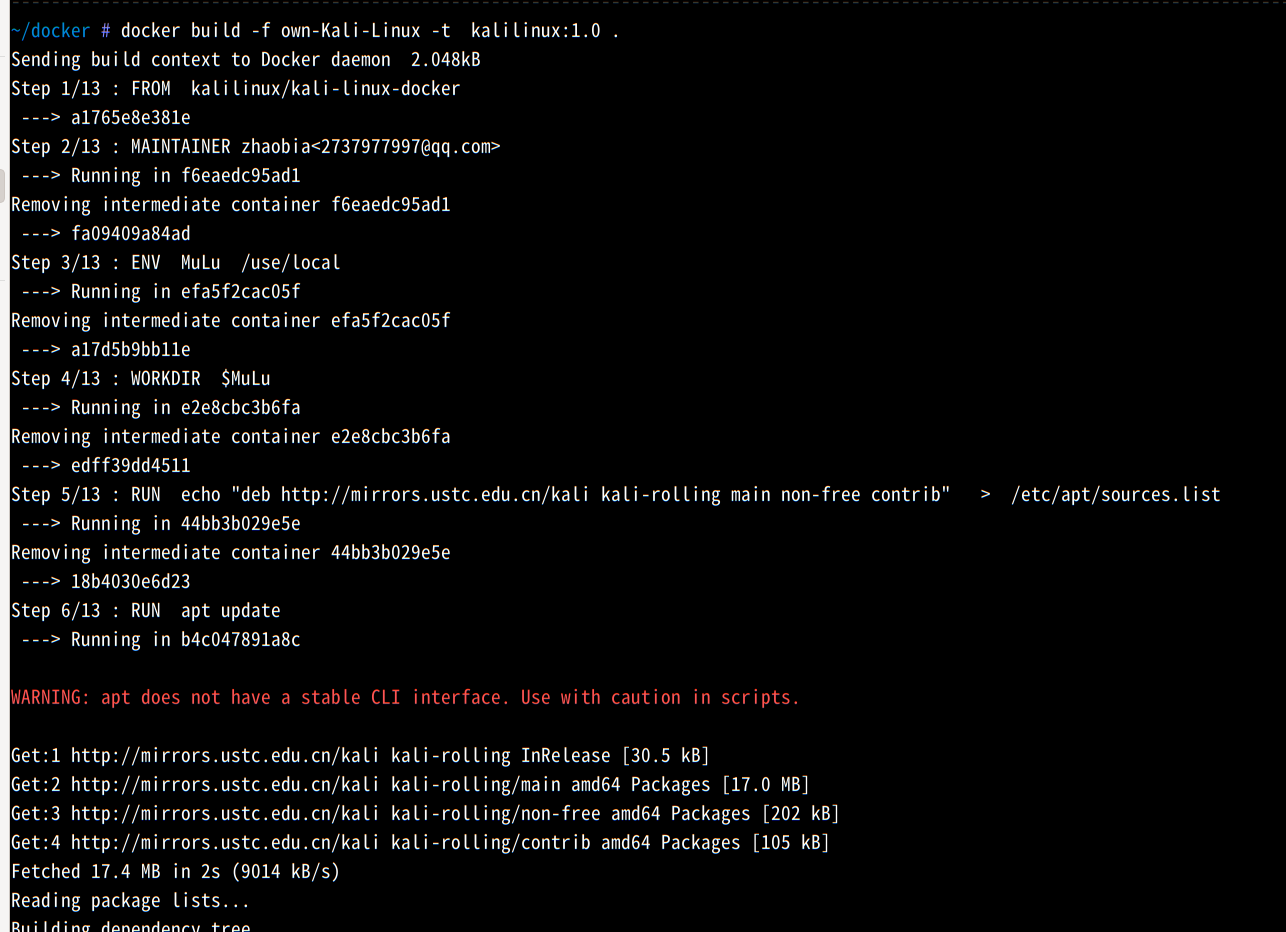 ~/docker # docker build -f own-Kali-Linux -t  kalilinux:1.0 .
Sending build context to Docker daemon  2.048kB
Step 1/13 : FROM  kalilinux/kali-linux-docker
 ---> a1765e8e381e
Step 2/13 : MAINTAINER zhaobia<2737977997@qq.com>
 ---> Running in f6eaedc95ad1
Removing intermediate container f6eaedc95ad1
 ---> fa09409a84ad
Step 3/13 : ENV  MuLu  /use/local
 ---> Running in efa5f2cac05f
Removing intermediate container efa5f2cac05f
 ---> a17d5b9bb11e
Step 4/13 : WORKDIR  $MuLu
 ---> Running in e2e8cbc3b6fa
Removing intermediate container e2e8cbc3b6fa
 ---> edff39dd4511
Step 5/13 : RUN  echo "deb http://mirrors.ustc.edu.cn/kali kali-rolling main non-free contrib"   >  /etc/apt/sources.list
 ---> Running in 44bb3b029e5e
Removing intermediate container 44bb3b029e5e
 ---> 18b4030e6d23
Step 6/13 : RUN  apt update
 ---> Running in b4c047891a8c
WARNING: apt does not have a stable CLI interface. Use with caution in scripts.
Get:1 http://mirrors.ustc.edu.cn/kali kali-rolling InRelease [30.5 kB]
Get:2 http://mirrors.ustc.edu.cn/kali kali-rolling/main amd64 Packages [17.0 MB]
Get:3 http://mirrors.ustc.edu.cn/kali kali-rolling/non-free amd64 Packages [202 kB]
Get:4 http://mirrors.ustc.edu.cn/kali kali-rolling/contrib amd64 Packages [105 kB]
Fetched 17.4 MB in 2s (9014 kB/s)
Reading package lists...
Building dependency tree